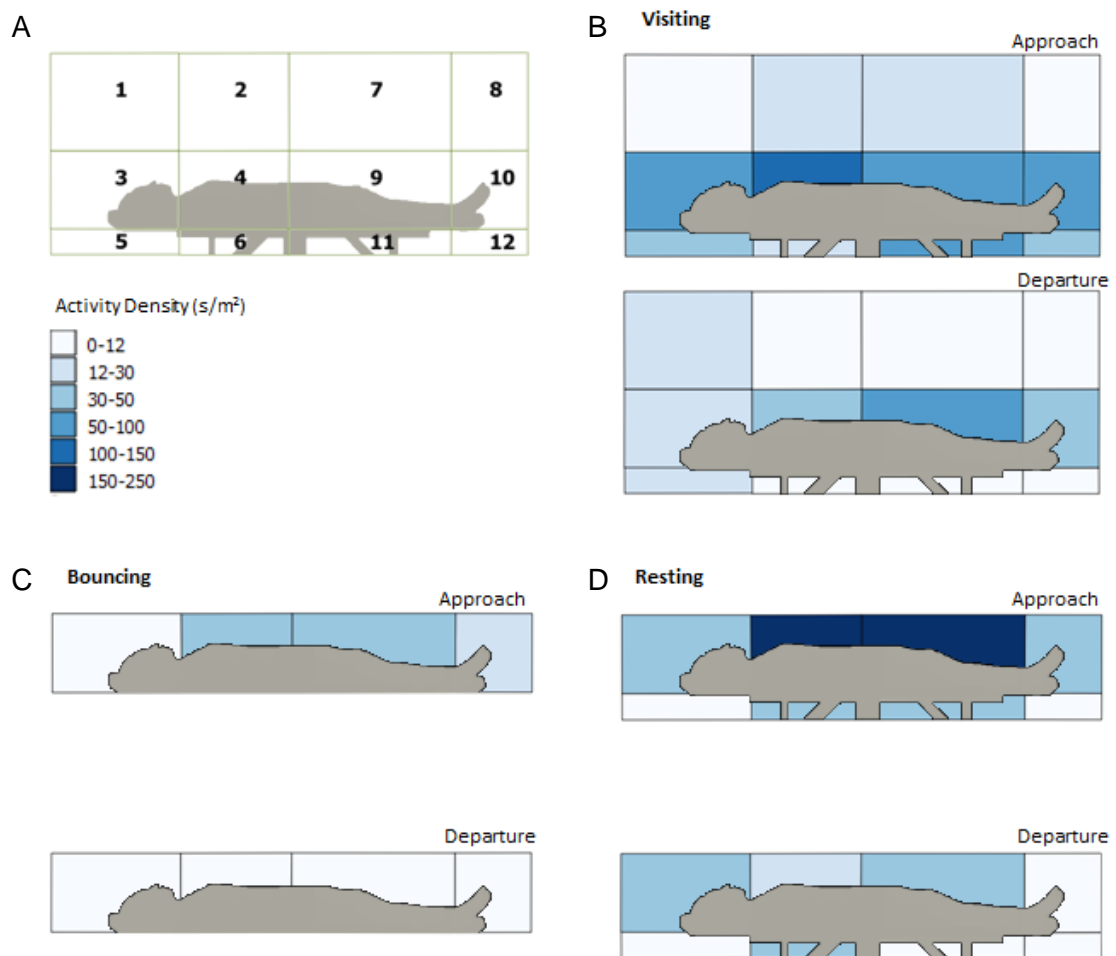 A
1 2 7 8
3 4 9 10
5 6 11 12
Activity Density (s/m²)
0-12
12-30
30-50
50-100
100-150
150-250
B Visiting
Approach
Departure
C Bouncing
Approach
Departure
D Resting
Approach
Departure